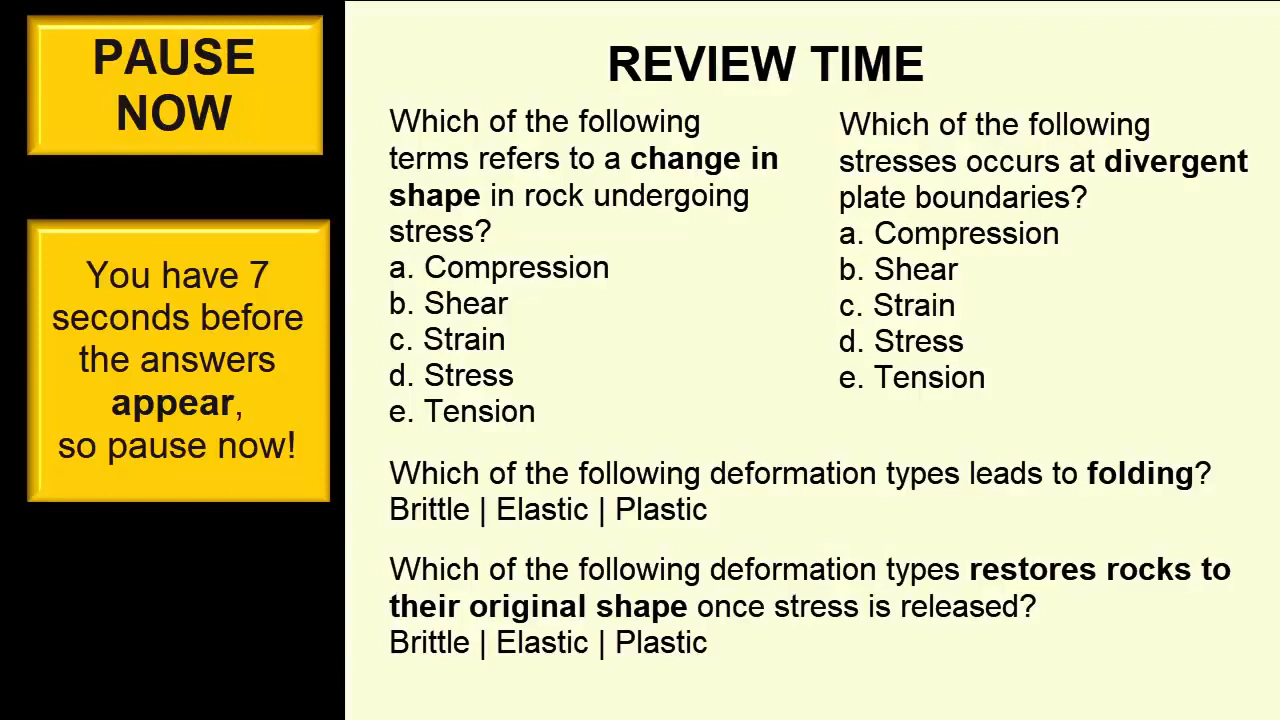 PAUSE
NOW
You have 7
seconds before
the answers
appear,
so pause now!
REVIEW TIME
Which of the following
terms refers to a change in
shape in rock undergoing
stress?
a. Compression
b. Shear
c. Strain
d. Stress
e. Tension
Which of the following
stresses occurs at divergent
plate boundaries?
a. Compression
b. Shear
c. Strain
d. Stress
e. Tension
Which of the following deformation types leads to folding?
Brittle | Elastic | Plastic
Which of the following deformation types restores rocks to
their original shape once stress is released?
Brittle | Elastic | Plastic